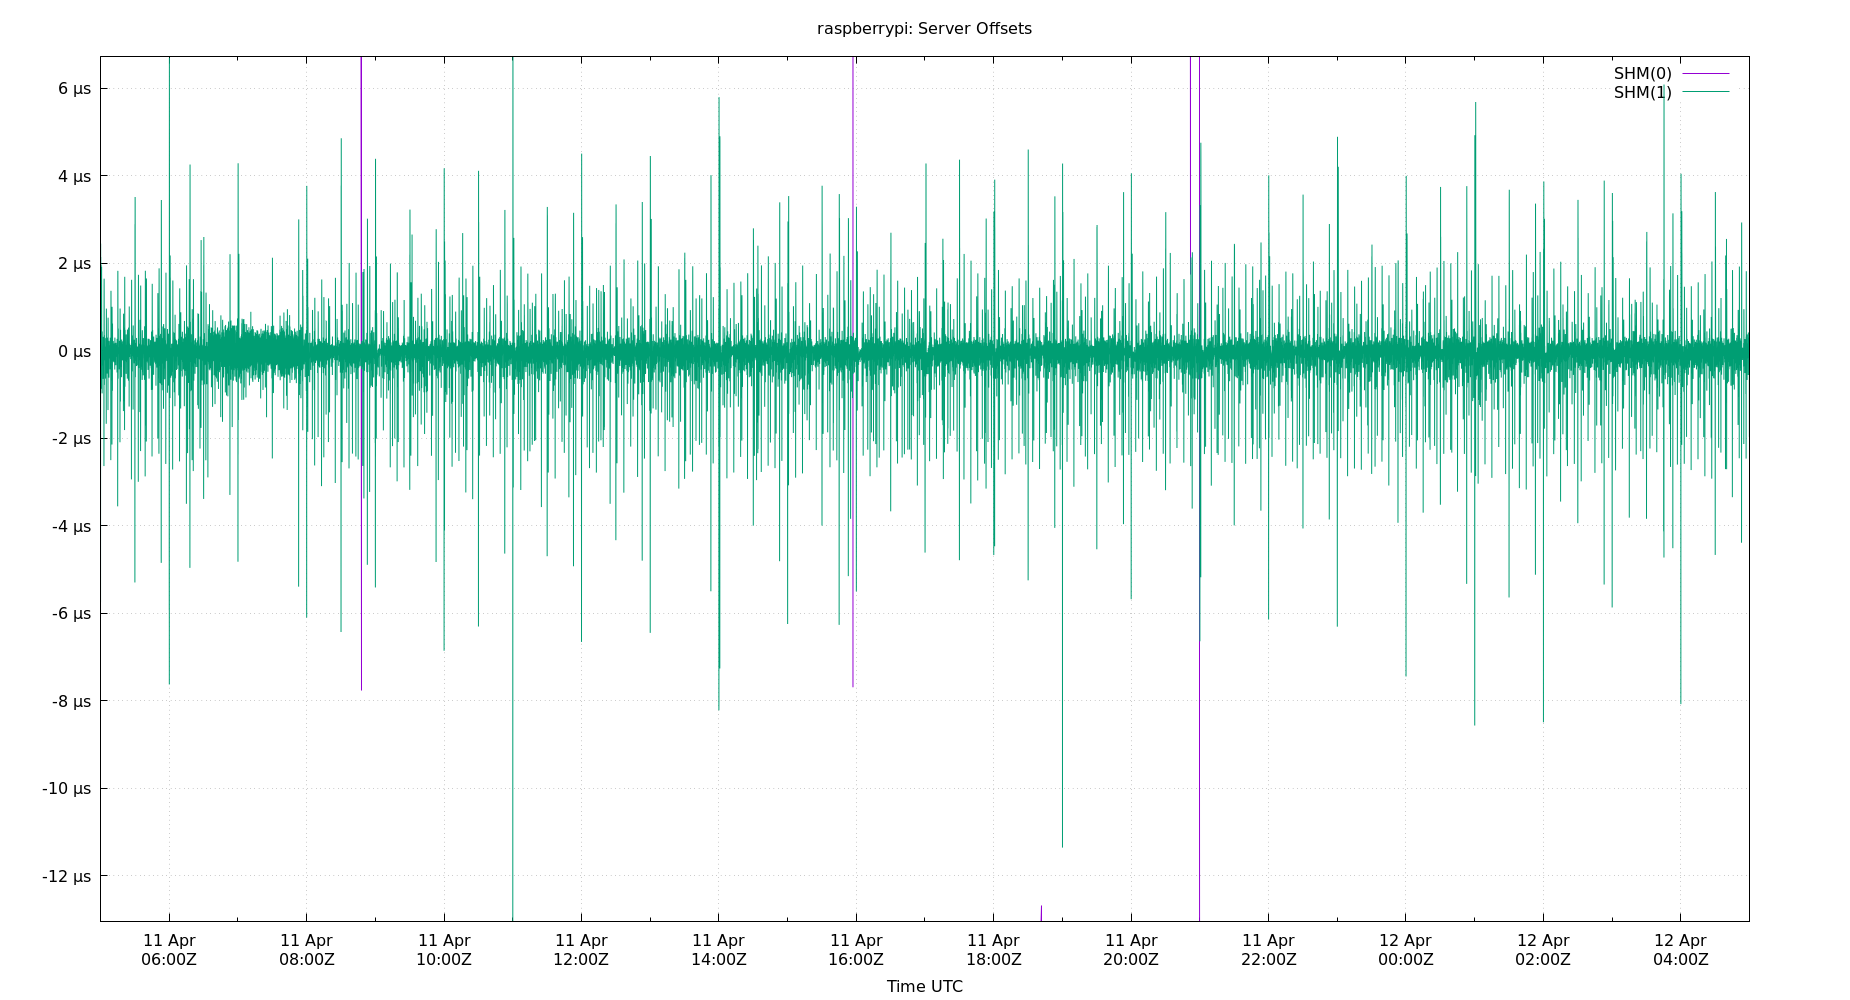 raspberrypi: Server Offsets
SHM(0)
SHM(1)
6 µs
4 µs
2 µs
0 µs
-2 µs
-4 µs
-6 µs
-8 µs
-10 µs
-12 µs
11 Apr 11 Apr 11 Apr 11 Apr 11 Apr 11 Apr 11 Apr 11 Apr 11 Apr 12 Apr 12 Apr 12 Apr
06:00Z 08:00Z 10:00Z 12:00Z 14:00Z 16:00Z 18:00Z 20:00Z 22:00Z 00:00Z 02:00Z 04:00Z
Time UTC